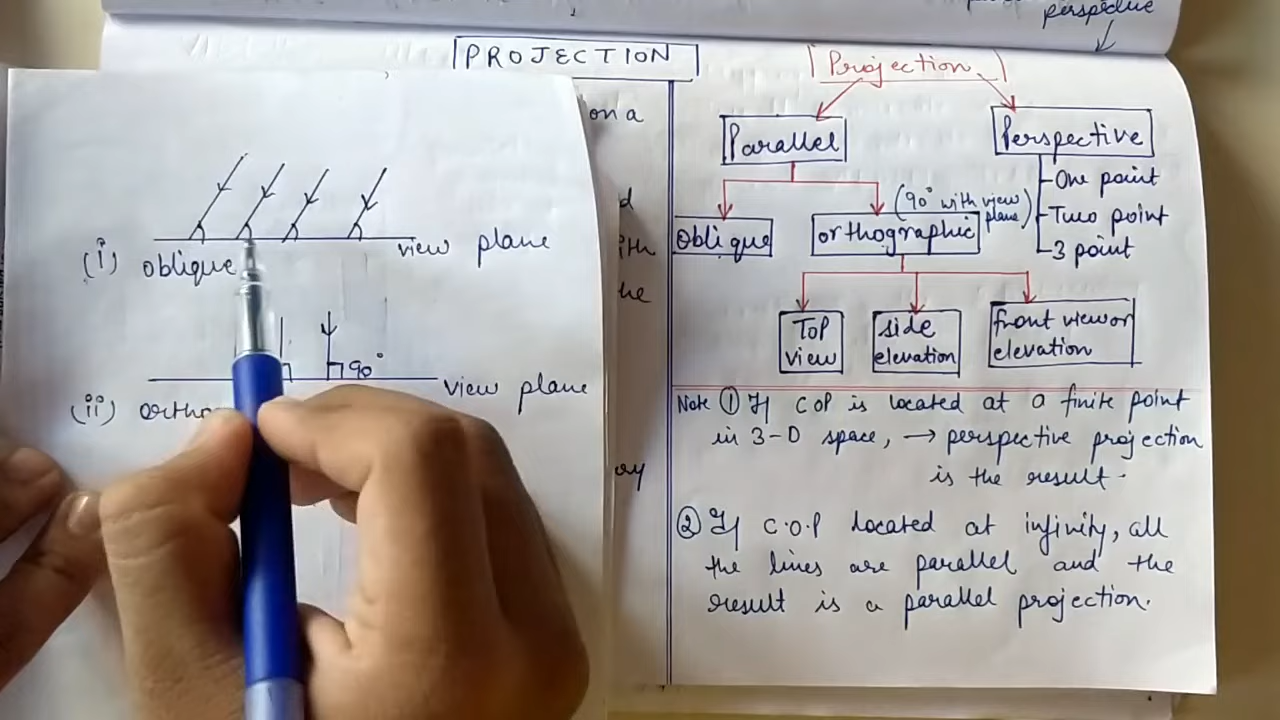 perspective
PROJECTION
on a
(i) oblique
view plane
90°
view plane
(ii) ortho
ay
Projection
Parallel
Perspective
One point
Two point
3 point
oblique
orthographic
(90° with view
plane)
Top
view
side
elevation
front view or
elevation
Note ① If COP is located at a finite point
in 3-D space, → perspective projection
is the result.
② If C.O.P located at infinity, all
the lines are parallel and the
result is a parallel projection.